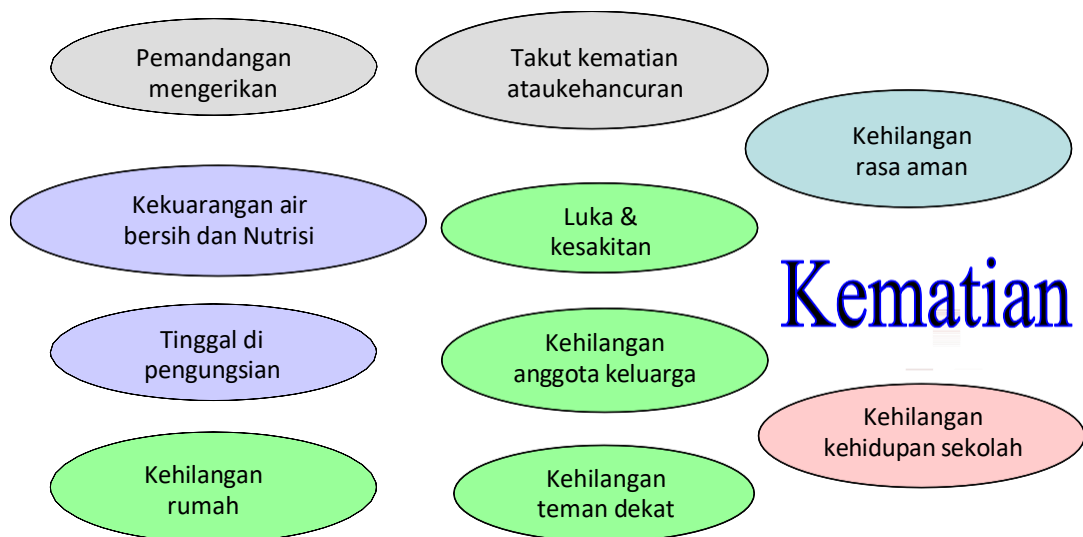 Pemandangan
mengerikan
Takut kematian
ataukehancuran
Kehilangan
rasa aman
Kekuarangan air
bersih dan Nutrisi
Luka &
kesakitan
Kematian
Tinggal di
pengungsian
Kehilangan
anggota keluarga
Kehilangan
kehidupan sekolah
Kehilangan
rumah
Kehilangan
teman dekat